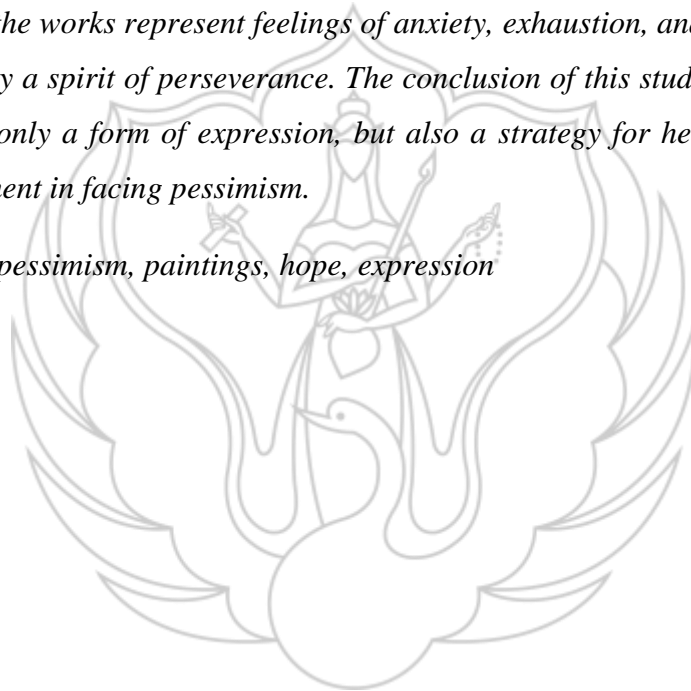 the works represent feelings of anxiety, exhaustion, and
y a spirit of perseverance. The conclusion of this stud
only a form of expression, but also a strategy for he
ent in facing pessimism.
pessimism, paintings, hope, expression